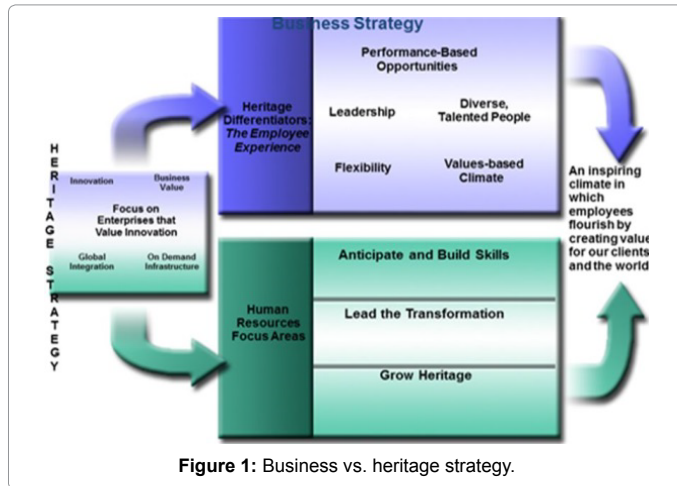 Business Strategy
Performance-Based
Opportunities
Heritage
Differentiators:
The Employee
Experience
Leadership
Diverse,
Talented People
Flexibility
Values-based
Climate
HERITAGE STRATEGY
Innovation
Business
Value
Focus on
Enterprises that
Value Innovation
Global
Integration
On Demand
Infrastructure
An inspiring
climate in
which
employees
flourish by
creating value
for our clients
and the world
Human
Resources
Focus Areas
Anticipate and Build Skills
Lead the Transformation
Grow Heritage
Figure 1: Business vs. heritage strategy.